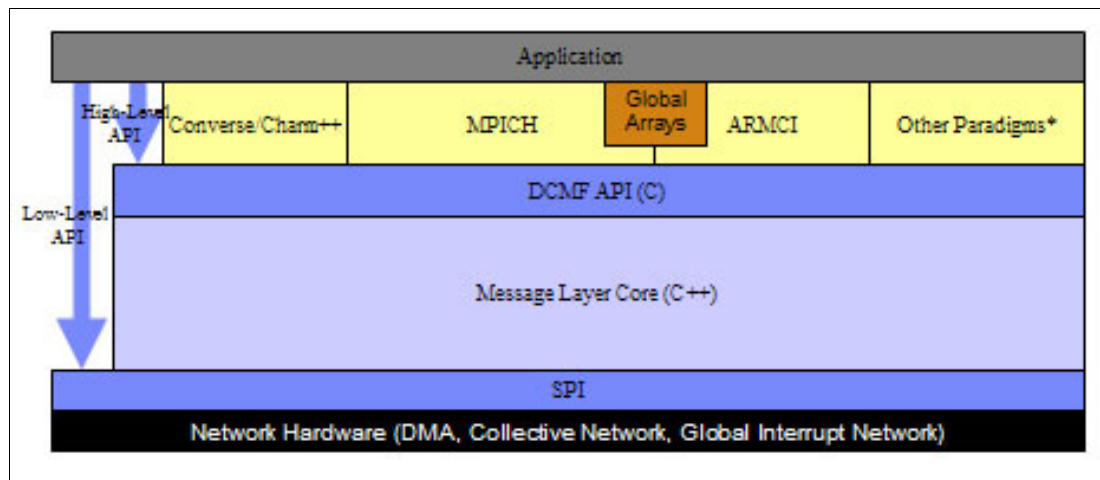 Application
High-Level
API
Converse/Charm++
MPICH
Global
Arrays
ARMCI
Other Paradigms*
DCMF API (C)
Low-Level
API
Message Layer Core (C++)
SPI
Network Hardware (DMA, Collective Network, Global Interrupt Network)